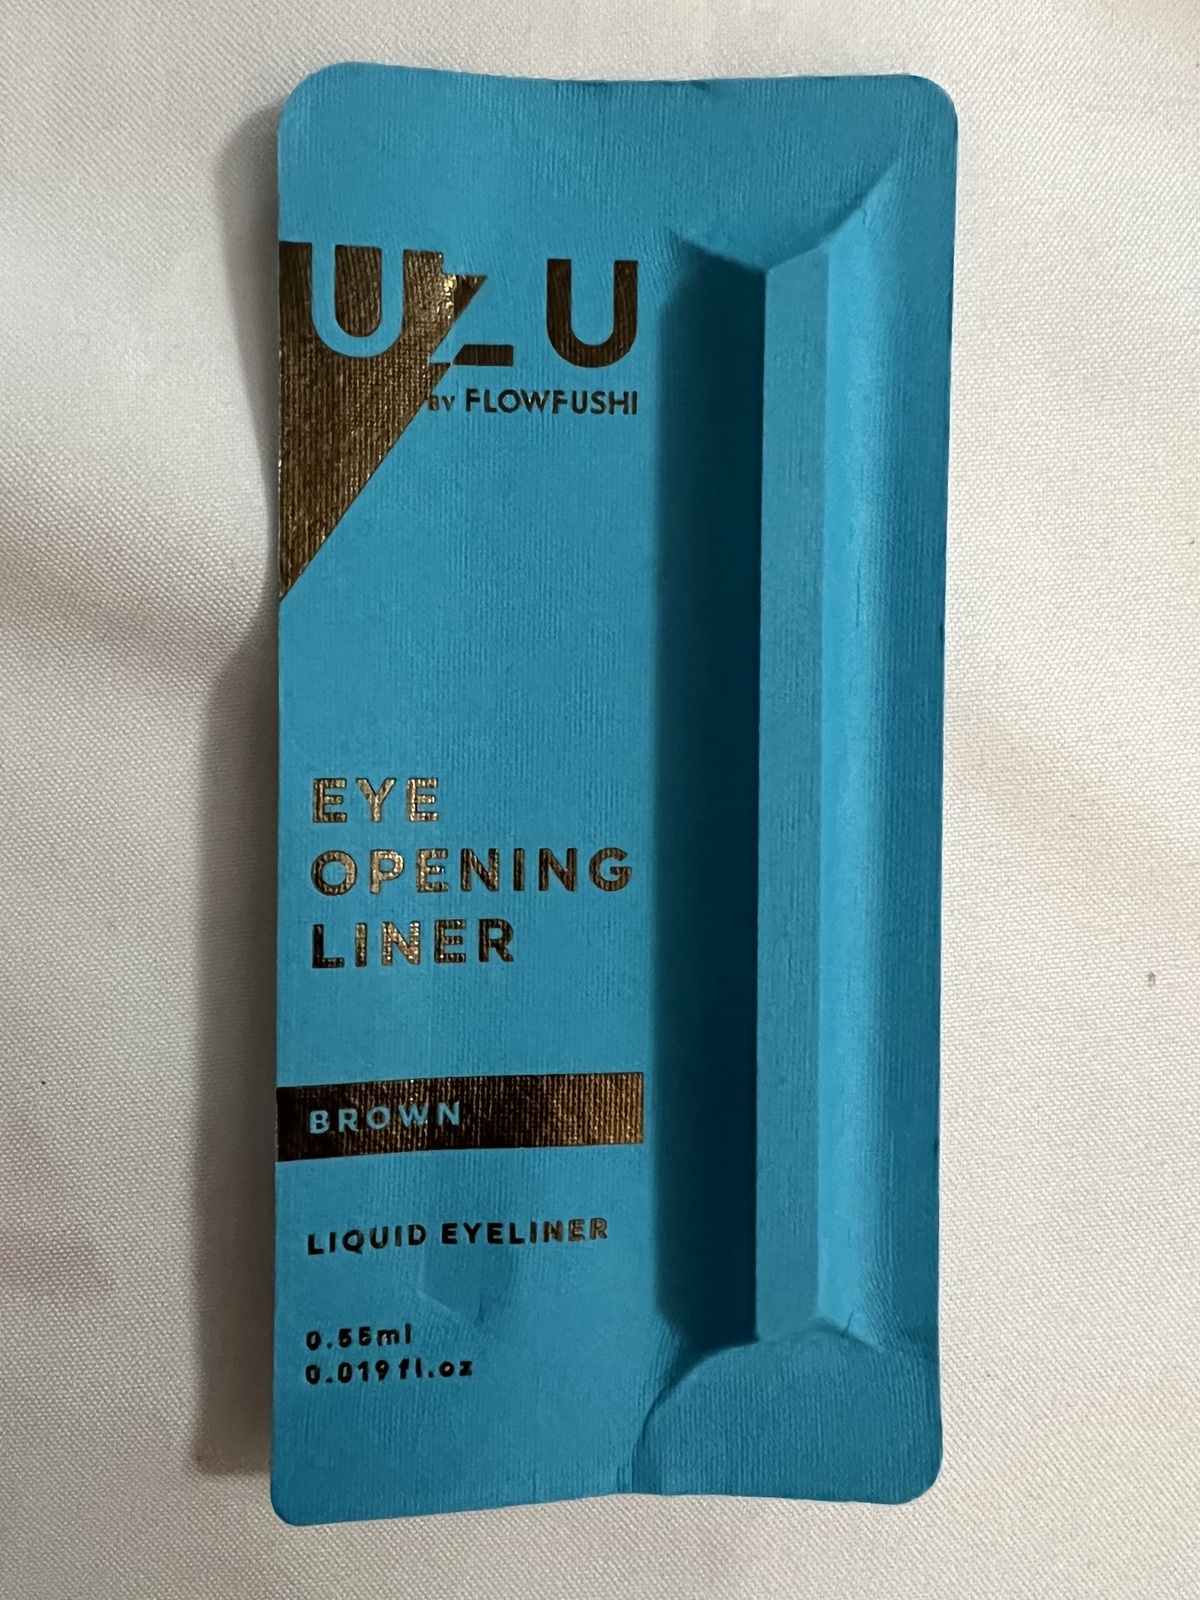 UZU
BY FLOWFUSHI
EYE
OPENING
LINER
BROWN
LIQUID EYELINER
0.55ml
0.019 fl.oz